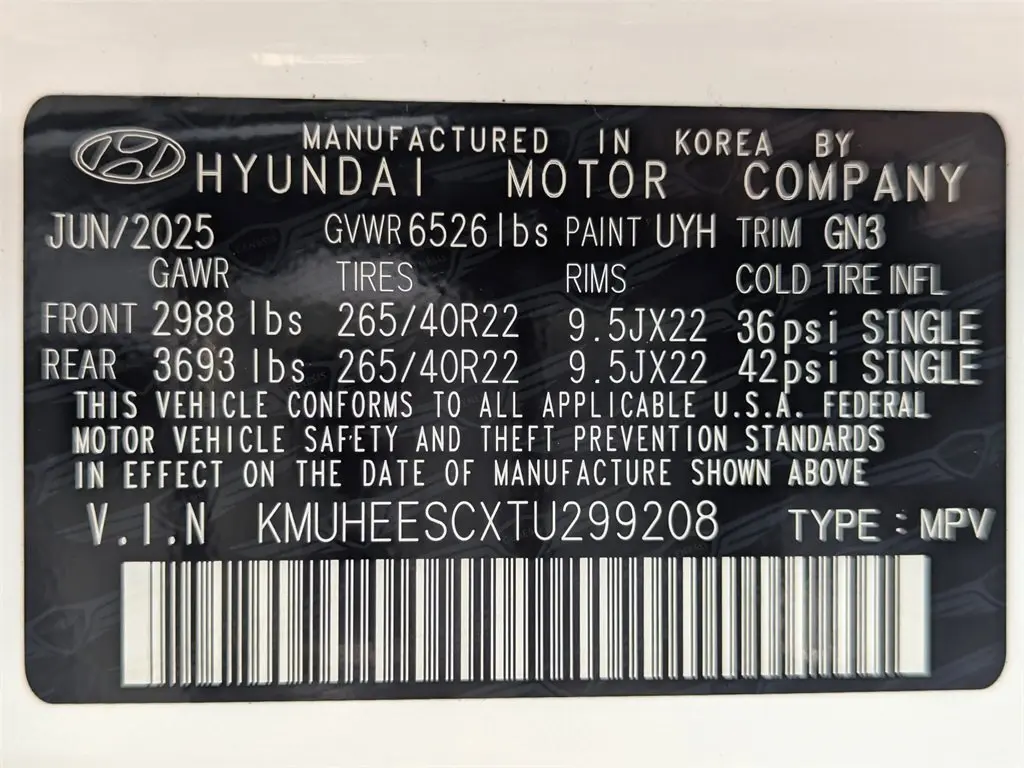 MANUFACTURED IN KOREA BY
HYUNDAI MOTOR COMPANY
JUN/2025 GVWR 6526 lbs PAINT UYH TRIM GN3
GAWR TIRES RIMS COLD TIRE INFL
FRONT 2988 lbs 265/40R22 9.5JX22 36psi SINGLE
REAR 3693 lbs 265/40R22 9.5JX22 42psi SINGLE
THIS VEHICLE CONFORMS TO ALL APPLICABLE U.S.A. FEDERAL
MOTOR VEHICLE SAFETY AND THEFT PREVENTION STANDARDS
IN EFFECT ON THE DATE OF MANUFACTURE SHOWN ABOVE
V.I.N KMUHEESCXTU299208 TYPE : MPV